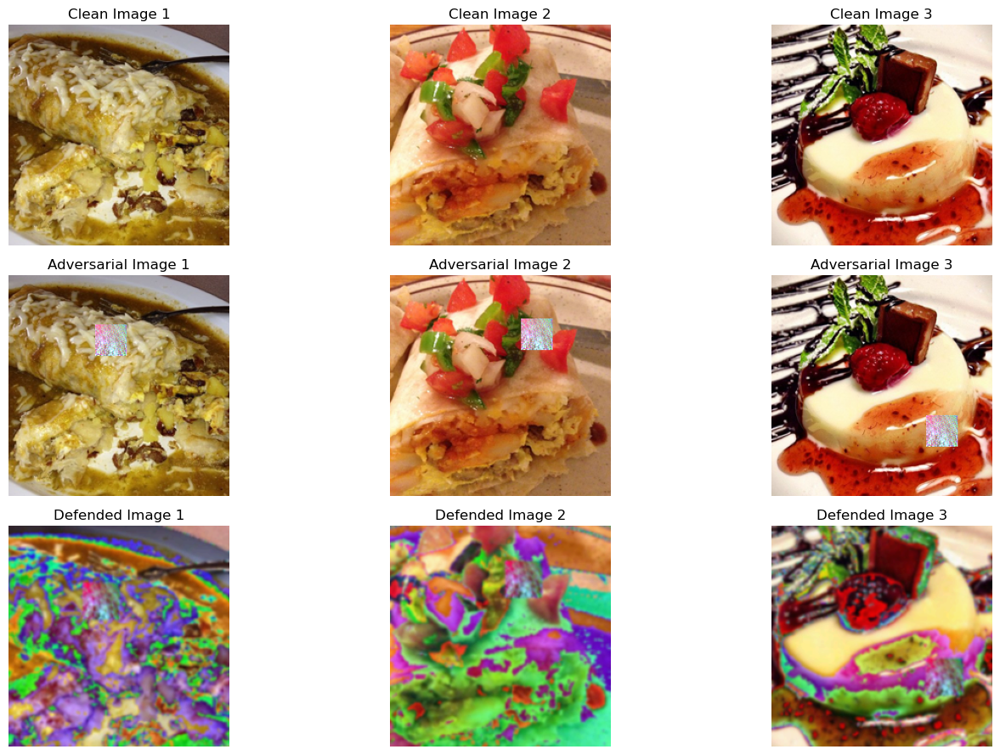 Clean Image 1
Clean Image 2
Clean Image 3
Adversarial Image 1
Adversarial Image 2
Adversarial Image 3
Defended Image 1
Defended Image 2
Defended Image 3